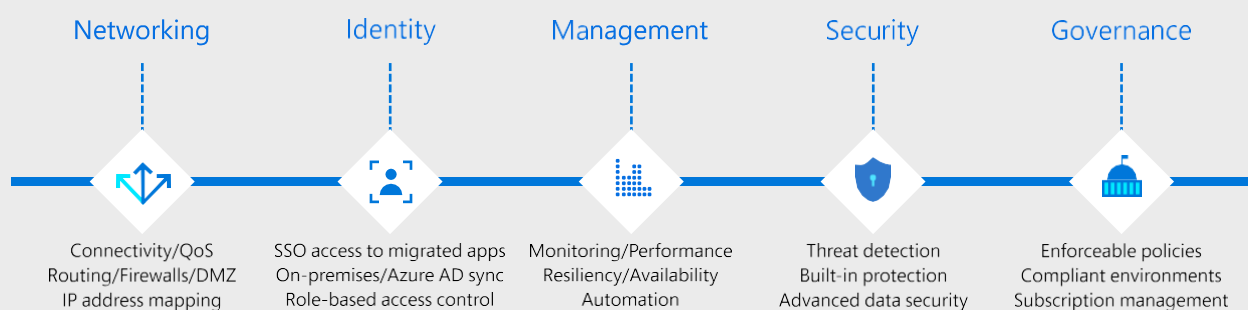 Networking
Connectivity/QoS
Routing/Firewalls/DMZ
IP address mapping
Identity
SSO access to migrated apps
On-premises/Azure AD sync
Role-based access control
Management
Monitoring/Performance
Resiliency/Availability
Automation
Security
Threat detection
Built-in protection
Advanced data security
Governance
Enforceable policies
Compliant environments
Subscription management